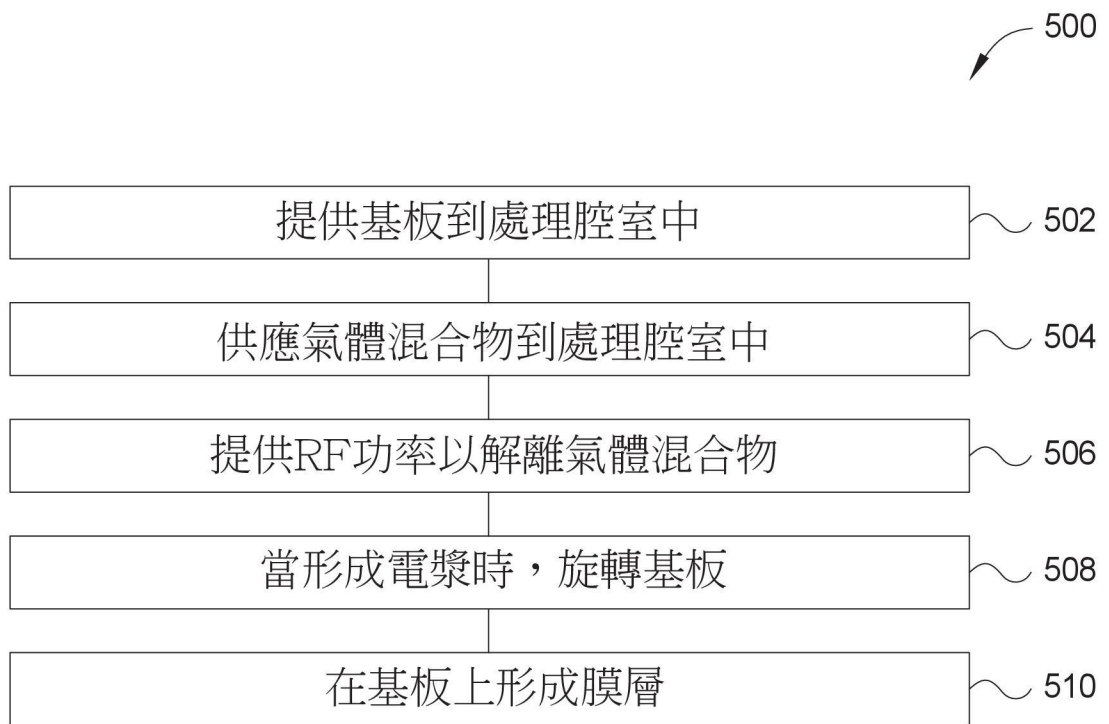 500
提供基板到處理腔室中 502
供應氣體混合物到處理腔室中 504
提供RF功率以解離氣體混合物 506
當形成電漿時，旋轉基板 508
在基板上形成膜層 510